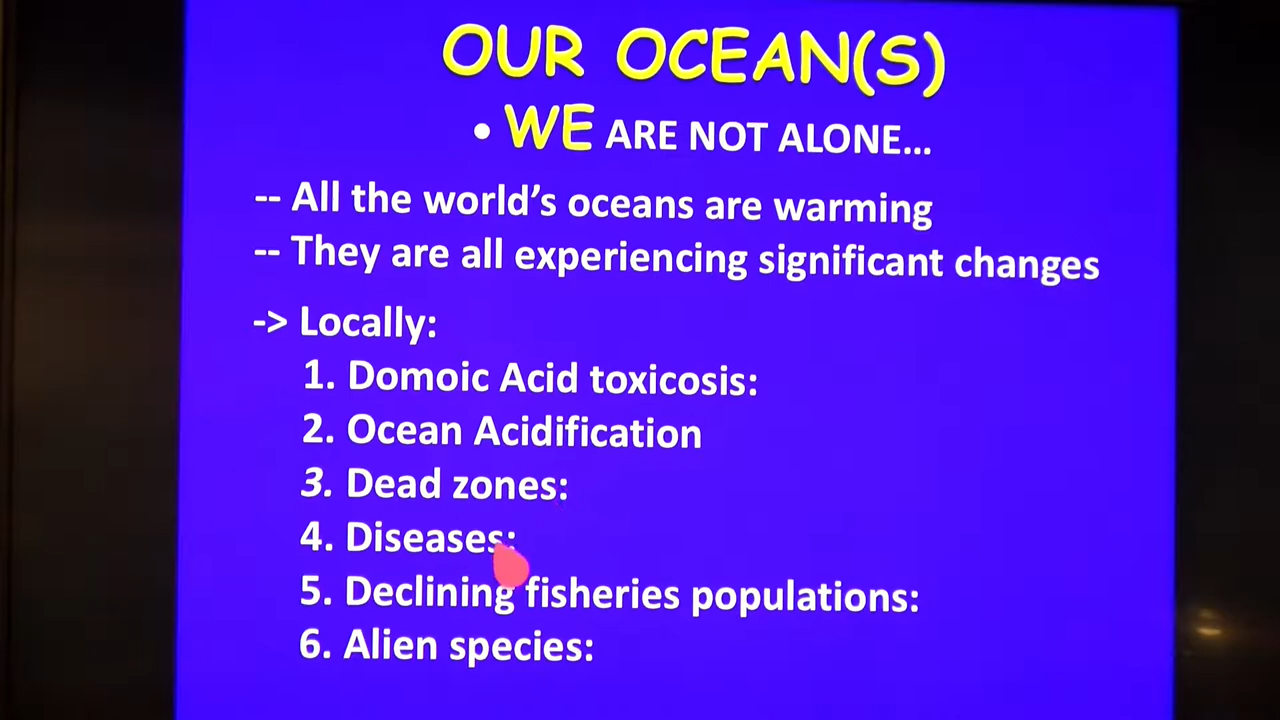 OUR OCEAN(S)
• WE ARE NOT ALONE…
-- All the world's oceans are warming
-- They are all experiencing significant changes
-> Locally:
1. Domoic Acid toxicosis:
2. Ocean Acidification
3. Dead zones:
4. Diseases:
5. Declining fisheries populations:
6. Alien species: